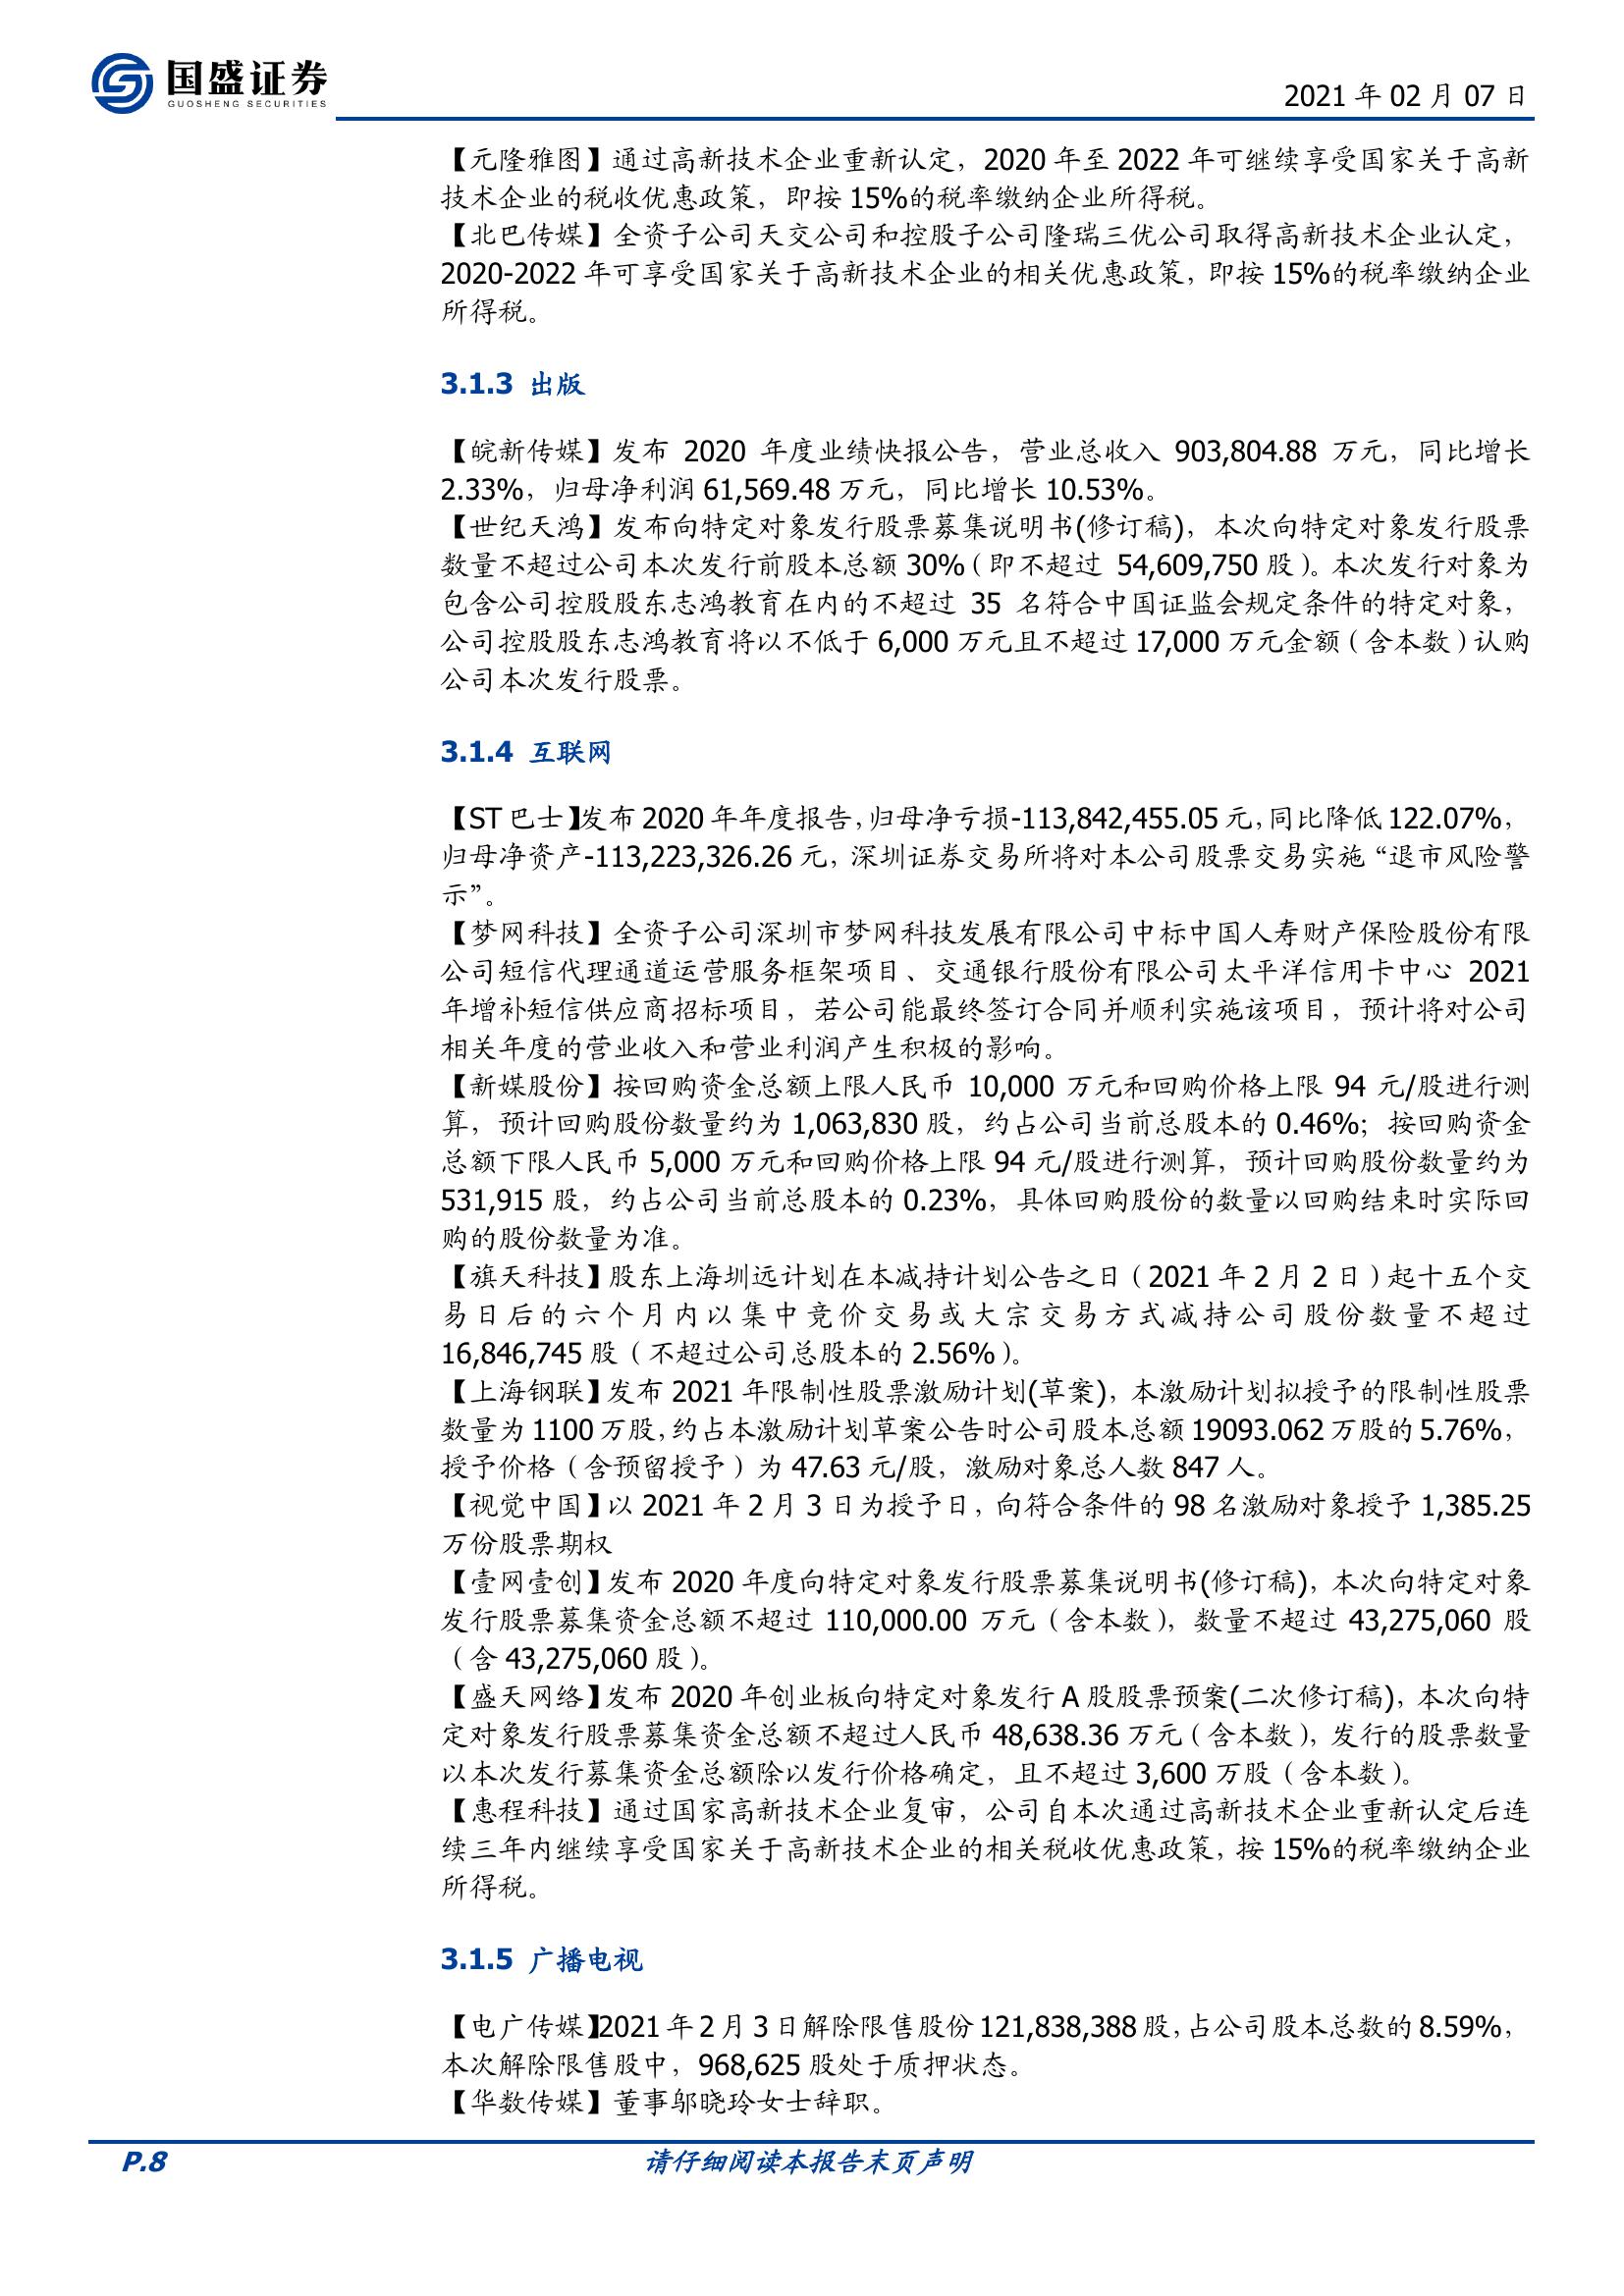 国盛证券
GUOSHENG SECURITIES
2021 年 02 月 07 日
【元隆雅图】通过高新技术企业重新认定，2020 年至 2022 年可继续享受国家关于高新
技术企业的税收优惠政策，即按 15%的税率缴纳企业所得税。
【北巴传媒】全资子公司天交公司和控股子公司隆瑞三优公司取得高新技术企业认定，
2020-2022 年可享受国家关于高新技术企业的相关优惠政策，即按 15%的税率缴纳企业
所得税。
3.1.3 出版
【皖新传媒】发布 2020 年度业绩快报公告，营业总收入 903,804.88 万元，同比增长
2.33%，归母净利润 61,569.48 万元，同比增长 10.53%。
【世纪天鸿】发布向特定对象发行股票募集说明书(修订稿)，本次向特定对象发行股票
数量不超过公司本次发行前股本总额 30%（即不超过 54,609,750 股）。本次发行对象为
包含公司控股股东志鸿教育在内的不超过 35 名符合中国证监会规定条件的特定对象，
公司控股股东志鸿教育将以不低于 6,000 万元且不超过 17,000 万元金额（含本数）认购
公司本次发行股票。
3.1.4 互联网
【ST 巴士】发布 2020 年年度报告，归母净亏损-113,842,455.05 元，同比降低 122.07%，
归母净资产-113,223,326.26 元，深圳证券交易所将对本公司股票交易实施“退市风险警
示”。
【梦网科技】全资子公司深圳市梦网科技发展有限公司中标中国人寿财产保险股份有限
公司短信代理通道运营服务框架项目、交通银行股份有限公司太平洋信用卡中心 2021
年增补短信供应商招标项目，若公司能最终签订合同并顺利实施该项目，预计将对公司
相关年度的营业收入和营业利润产生积极的影响。
【新媒股份】按回购资金总额上限人民币 10,000 万元和回购价格上限 94 元/股进行测
算，预计回购股份数量约为 1,063,830 股，约占公司当前总股本的 0.46%；按回购资金
总额下限人民币 5,000 万元和回购价格上限 94 元/股进行测算，预计回购股份数量约为
531,915 股，约占公司当前总股本的 0.23%，具体回购股份的数量以回购结束时实际回
购的股份数量为准。
【旗天科技】股东上海圳远计划在本减持计划公告之日（2021 年 2 月 2 日）起十五个交
易日后的六个月内以集中竞价交易或大宗交易方式减持公司股份数量不超过
16,846,745 股（不超过公司总股本的 2.56%）。
【上海钢联】发布 2021 年限制性股票激励计划(草案)，本激励计划拟授予的限制性股票
数量为 1100 万股，约占本激励计划草案公告时公司股本总额 19093.062 万股的 5.76%，
授予价格（含预留授予）为 47.63 元/股，激励对象总人数 847 人。
【视觉中国】以 2021 年 2 月 3 日为授予日，向符合条件的 98 名激励对象授予 1,385.25
万份股票期权
【壹网壹创】发布 2020 年度向特定对象发行股票募集说明书(修订稿)，本次向特定对象
发行股票募集资金总额不超过 110,000.00 万元（含本数），数量不超过 43,275,060 股
（含 43,275,060 股）。
【盛天网络】发布 2020 年创业板向特定对象发行 A 股股票预案(二次修订稿)，本次向特
定对象发行股票募集资金总额不超过人民币 48,638.36 万元（含本数），发行的股票数量
以本次发行募集资金总额除以发行价格确定，且不超过 3,600 万股（含本数）。
【惠程科技】通过国家高新技术企业复审，公司自本次通过高新技术企业重新认定后连
续三年内继续享受国家关于高新技术企业的相关税收优惠政策，按 15%的税率缴纳企业
所得税。
3.1.5 广播电视
【电广传媒】2021 年 2 月 3 日解除限售股份 121,838,388 股，占公司股本总数的 8.59%，
本次解除限售股中，968,625 股处于质押状态。
【华数传媒】董事邬晓玲女士辞职。
P.8
请仔细阅读本报告末页声明